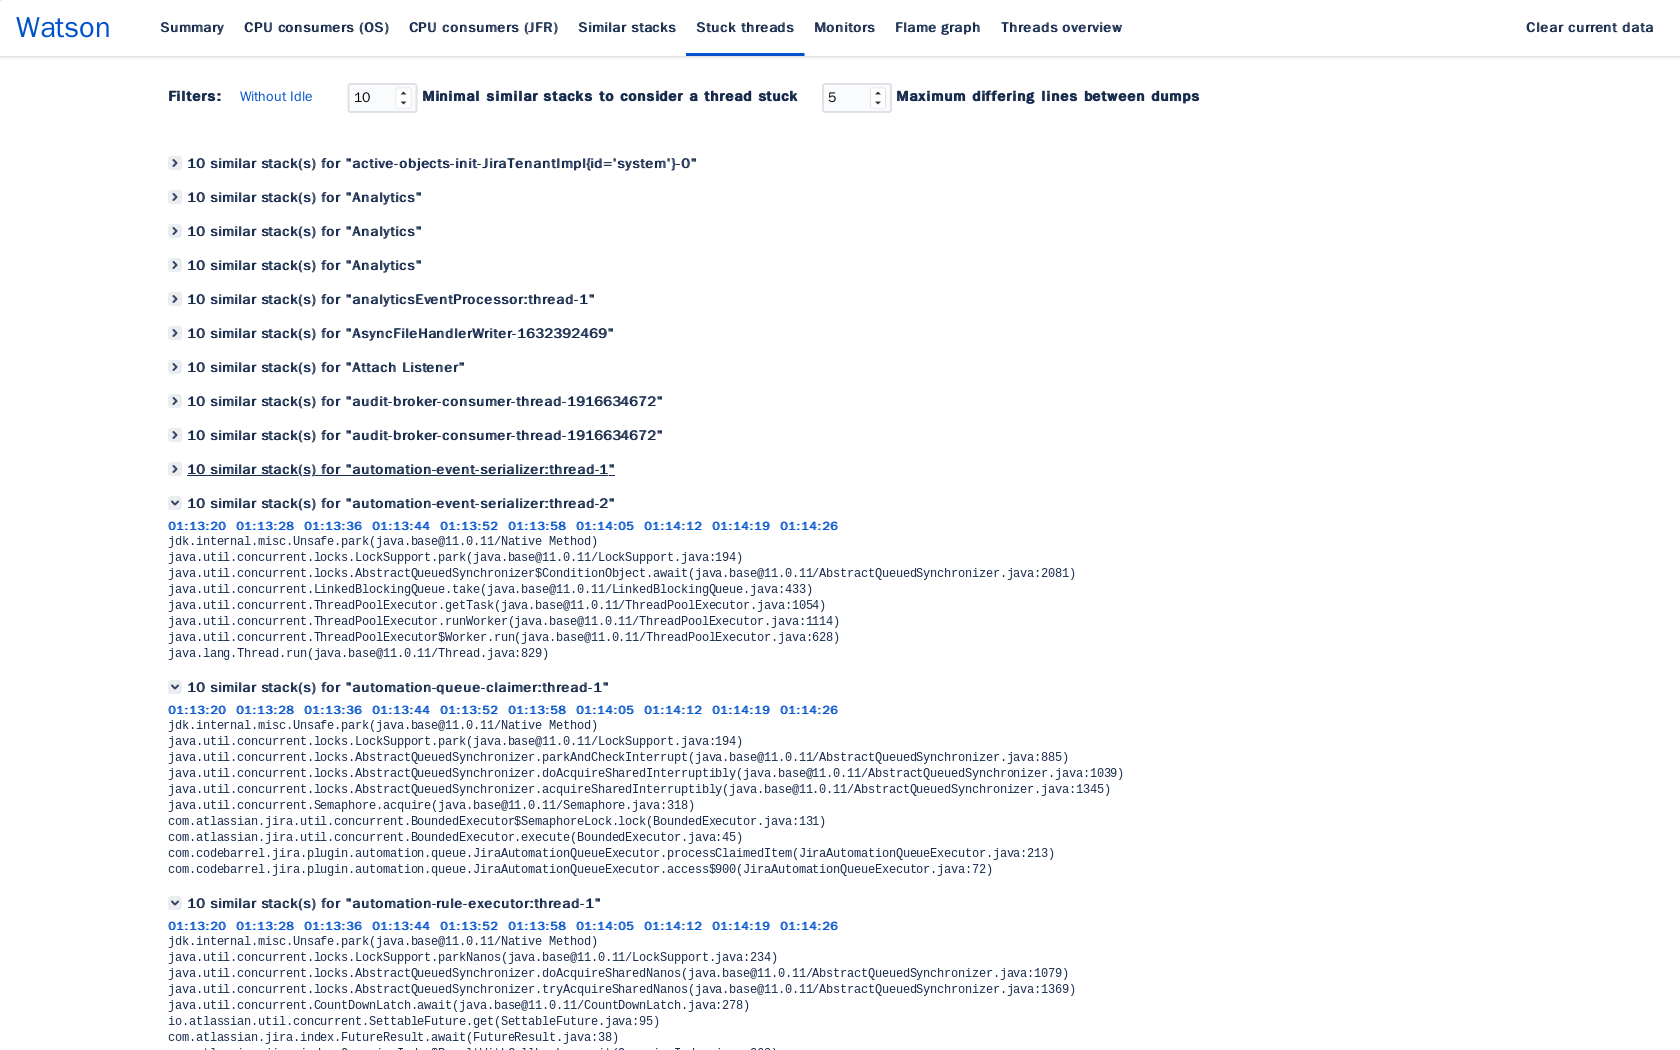 Watson Summary CPU consumers (OS) CPU consumers (JFR) Similar stacks Stuck threads Monitors Flame graph Threads overview Clear current data
Filters: Without Idle 10 Minimal similar stacks to consider a thread stuck 5 Maximum differing lines between dumps
10 similar stack(s) for "active-objects-init-JiraTenantImpl{id='system'}-0"
10 similar stack(s) for "Analytics"
10 similar stack(s) for "Analytics"
10 similar stack(s) for "Analytics"
10 similar stack(s) for "analyticsEventProcessor:thread-1"
10 similar stack(s) for "AsyncFileHandlerWriter-1632392469"
10 similar stack(s) for "Attach Listener"
10 similar stack(s) for "audit-broker-consumer-thread-1916634672"
10 similar stack(s) for "audit-broker-consumer-thread-1916634672"
10 similar stack(s) for "automation-event-serializer:thread-1"
10 similar stack(s) for "automation-event-serializer:thread-2"
01:13:20 01:13:28 01:13:36 01:13:44 01:13:52 01:13:58 01:14:05 01:14:12 01:14:19 01:14:26
jdk.internal.misc.Unsafe.park(java.base@11.0.11/Native Method)
java.util.concurrent.locks.LockSupport.park(java.base@11.0.11/LockSupport.java:194)
java.util.concurrent.locks.AbstractQueuedSynchronizer$ConditionObject.await(java.base@11.0.11/AbstractQueuedSynchronizer.java:2081)
java.util.concurrent.LinkedBlockingQueue.take(java.base@11.0.11/LinkedBlockingQueue.java:433)
java.util.concurrent.ThreadPoolExecutor.getTask(java.base@11.0.11/ThreadPoolExecutor.java:1054)
java.util.concurrent.ThreadPoolExecutor.runWorker(java.base@11.0.11/ThreadPoolExecutor.java:1114)
java.util.concurrent.ThreadPoolExecutor$Worker.run(java.base@11.0.11/ThreadPoolExecutor.java:628)
java.lang.Thread.run(java.base@11.0.11/Thread.java:829)
10 similar stack(s) for "automation-queue-claimer:thread-1"
01:13:20 01:13:28 01:13:36 01:13:44 01:13:52 01:13:58 01:14:05 01:14:12 01:14:19 01:14:26
jdk.internal.misc.Unsafe.park(java.base@11.0.11/Native Method)
java.util.concurrent.locks.LockSupport.park(java.base@11.0.11/LockSupport.java:194)
java.util.concurrent.locks.AbstractQueuedSynchronizer.parkAndCheckInterrupt(java.base@11.0.11/AbstractQueuedSynchronizer.java:885)
java.util.concurrent.locks.AbstractQueuedSynchronizer.doAcquireSharedInterruptibly(java.base@11.0.11/AbstractQueuedSynchronizer.java:1039)
java.util.concurrent.locks.AbstractQueuedSynchronizer.acquireSharedInterruptibly(java.base@11.0.11/AbstractQueuedSynchronizer.java:1345)
java.util.concurrent.Semaphore.acquire(java.base@11.0.11/Semaphore.java:318)
com.atlassian.jira.util.concurrent.BoundedExecutor$SemaphoreLock.lock(BoundedExecutor.java:131)
com.atlassian.jira.util.concurrent.BoundedExecutor.execute(BoundedExecutor.java:45)
com.codebarrel.jira.plugin.automation.queue.JiraAutomationQueueExecutor.processClaimedItem(JiraAutomationQueueExecutor.java:213)
com.codebarrel.jira.plugin.automation.queue.JiraAutomationQueueExecutor.access$900(JiraAutomationQueueExecutor.java:72)
10 similar stack(s) for "automation-rule-executor:thread-1"
01:13:20 01:13:28 01:13:36 01:13:44 01:13:52 01:13:58 01:14:05 01:14:12 01:14:19 01:14:26
jdk.internal.misc.Unsafe.park(java.base@11.0.11/Native Method)
java.util.concurrent.locks.LockSupport.parkNanos(java.base@11.0.11/LockSupport.java:234)
java.util.concurrent.locks.AbstractQueuedSynchronizer.doAcquireSharedNanos(java.base@11.0.11/AbstractQueuedSynchronizer.java:1079)
java.util.concurrent.locks.AbstractQueuedSynchronizer.tryAcquireSharedNanos(java.base@11.0.11/AbstractQueuedSynchronizer.java:1369)
java.util.concurrent.CountDownLatch.await(java.base@11.0.11/CountDownLatch.java:278)
io.atlassian.util.concurrent.SettableFuture.get(SettableFuture.java:95)
com.atlassian.jira.index.FutureResult.await(FutureResult.java:38)